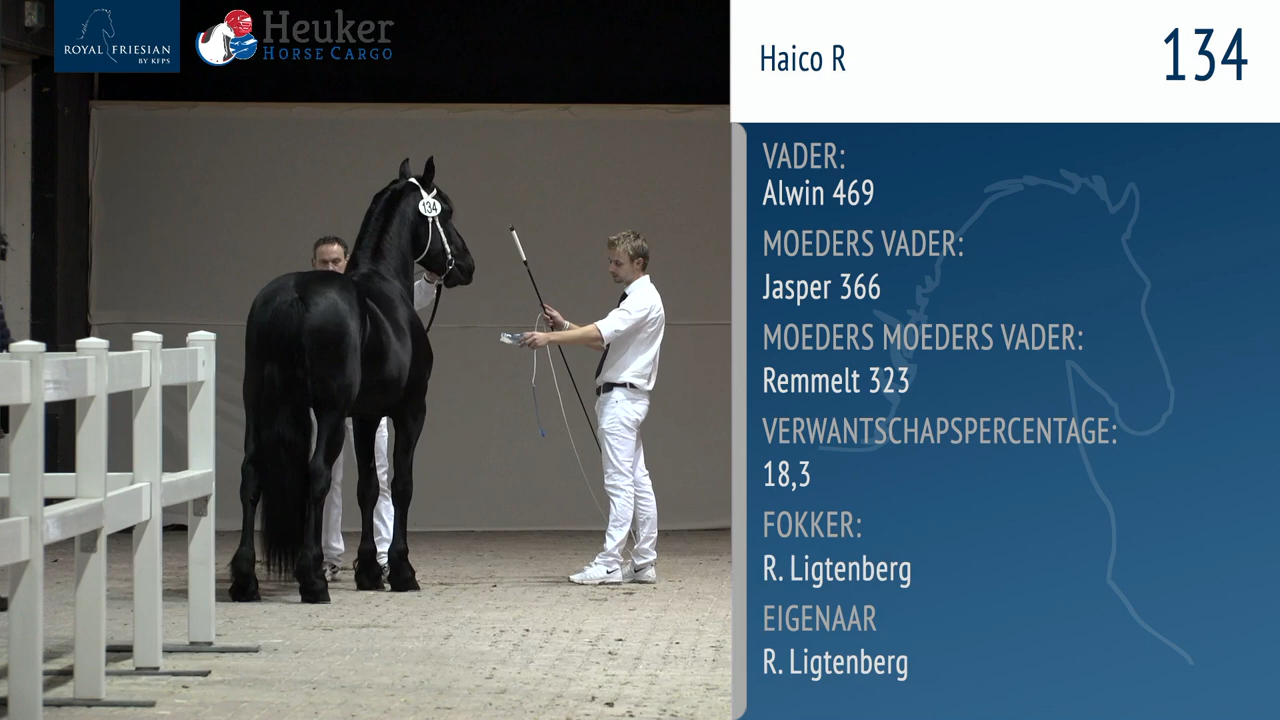 ROYAL FRIESIAN
BY KFPS
Heuker
HORSE CARGO
134
Haico R
134
VADER:
Alwin 469
MOEDERS VADER:
Jasper 366
MOEDERS MOEDERS VADER:
Remmelt 323
VERWANTSCHAPSPERCENTAGE:
18,3
FOKKER:
R. Ligtenberg
EIGENAAR
R. Ligtenberg